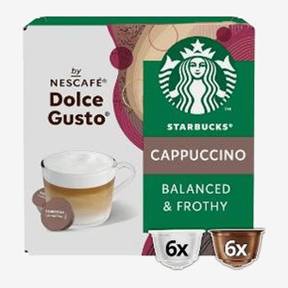 by
NESCAFÉ®
Dolce
Gusto®
STARBUCKS®
CAPPUCCINO
BALANCED
& FROTHY
6x
6x